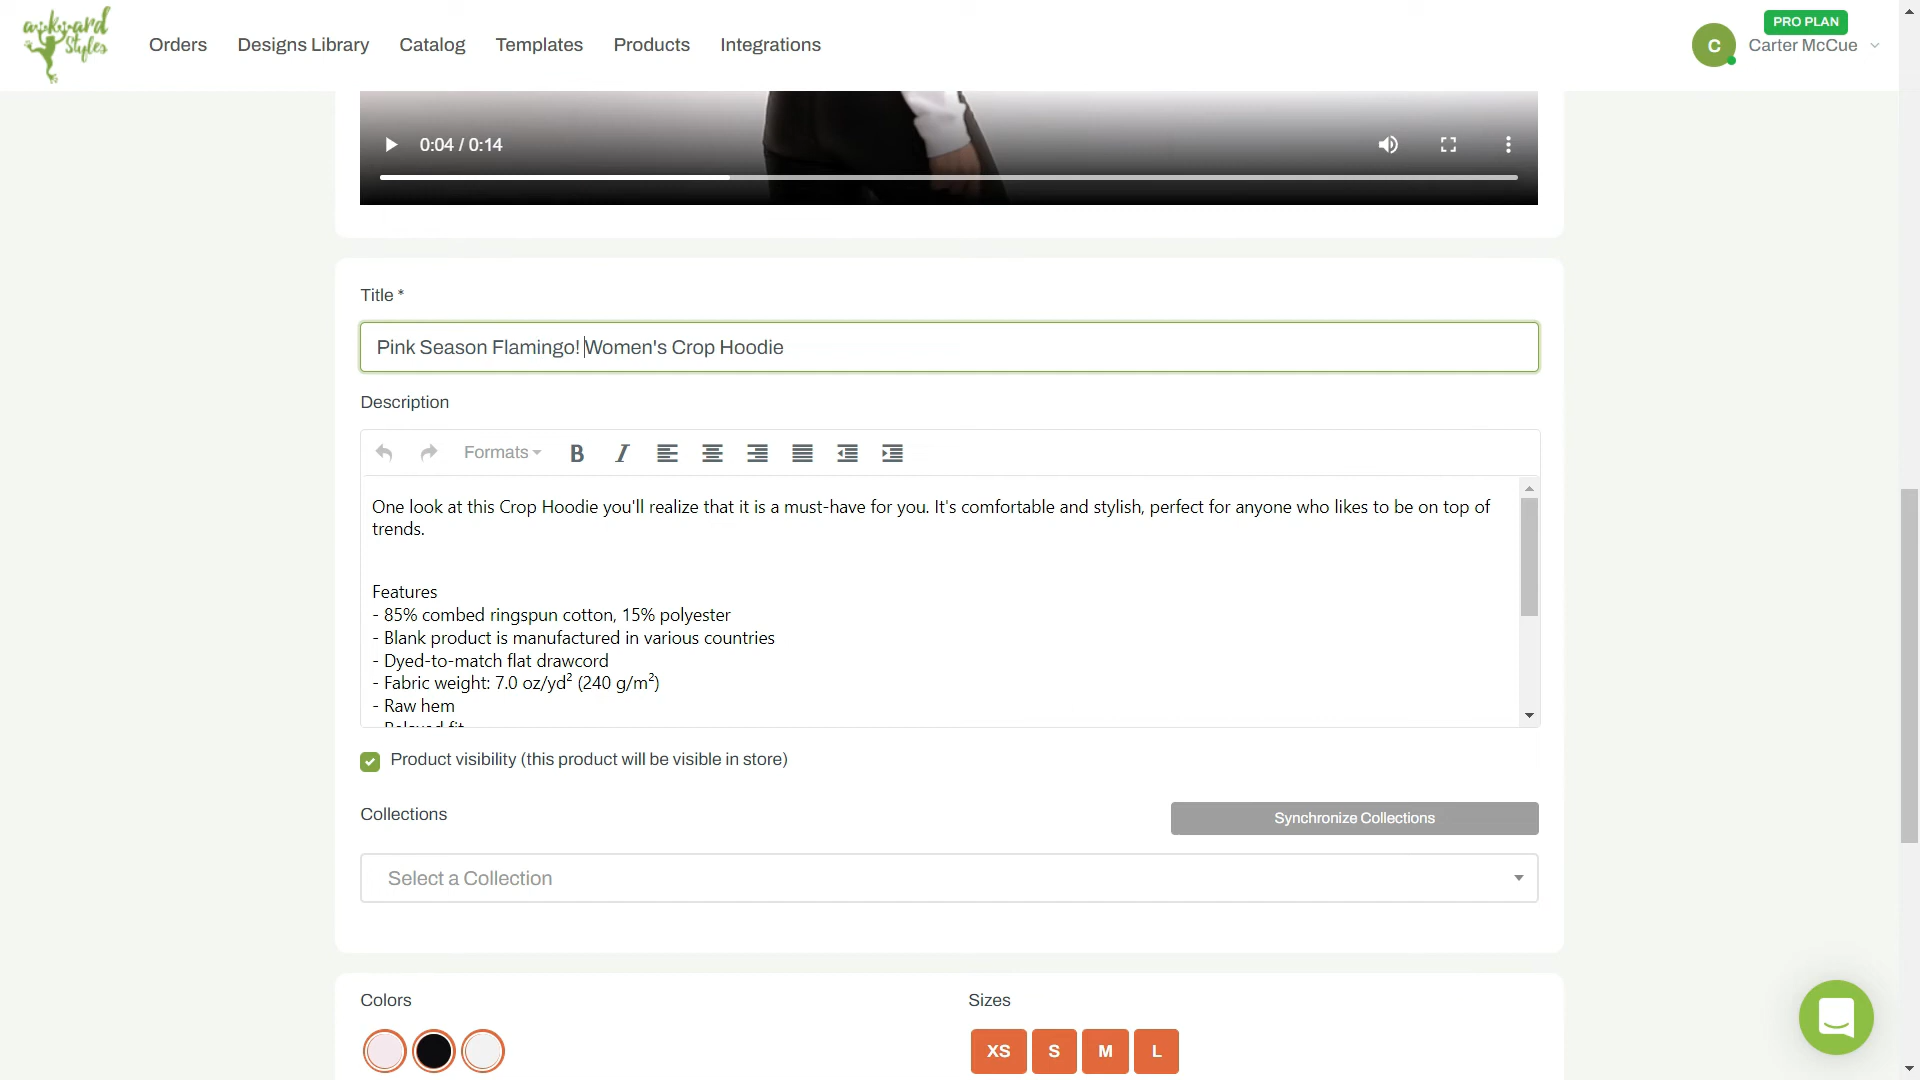 awkward
Styles
Orders
Designs Library
Catalog
Templates
Products
Integrations
C
PRO PLAN
Carter McCue
0:04 / 0:14
Title *
Pink Season Flamingo! Women's Crop Hoodie
Description
Formats
B
I
One look at this Crop Hoodie you'll realize that it is a must-have for you. It's comfortable and stylish, perfect for anyone who likes to be on top of
trends.
Features
- 85% combed ringspun cotton, 15% polyester
- Blank product is manufactured in various countries
- Dyed-to-match flat drawcord
- Fabric weight: 7.0 oz/yd² (240 g/m²)
- Raw hem
- Relaxed fit
Product visibility (this product will be visible in store)
Collections
Synchronize Collections
Select a Collection
Colors
Sizes
XS
S
M
L